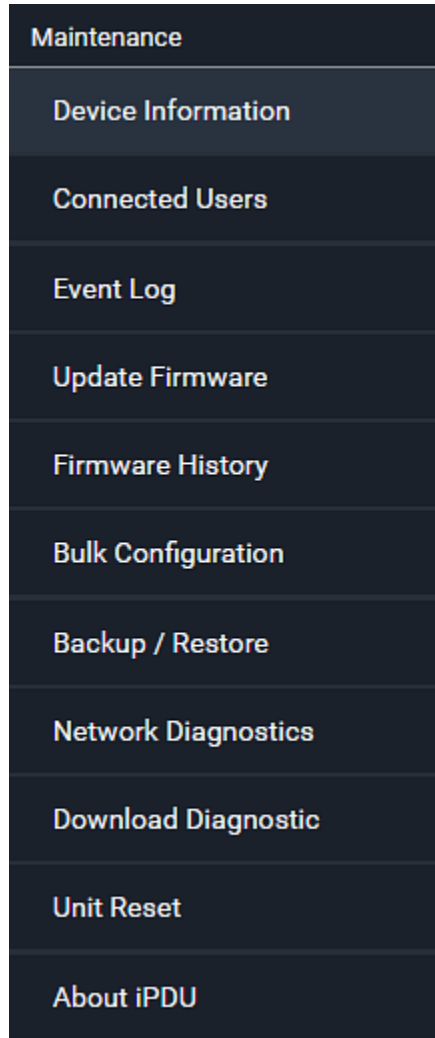 Maintenance
Device Information
Connected Users
Event Log
Update Firmware
Firmware History
Bulk Configuration
Backup / Restore
Network Diagnostics
Download Diagnostic
Unit Reset
About iPDU